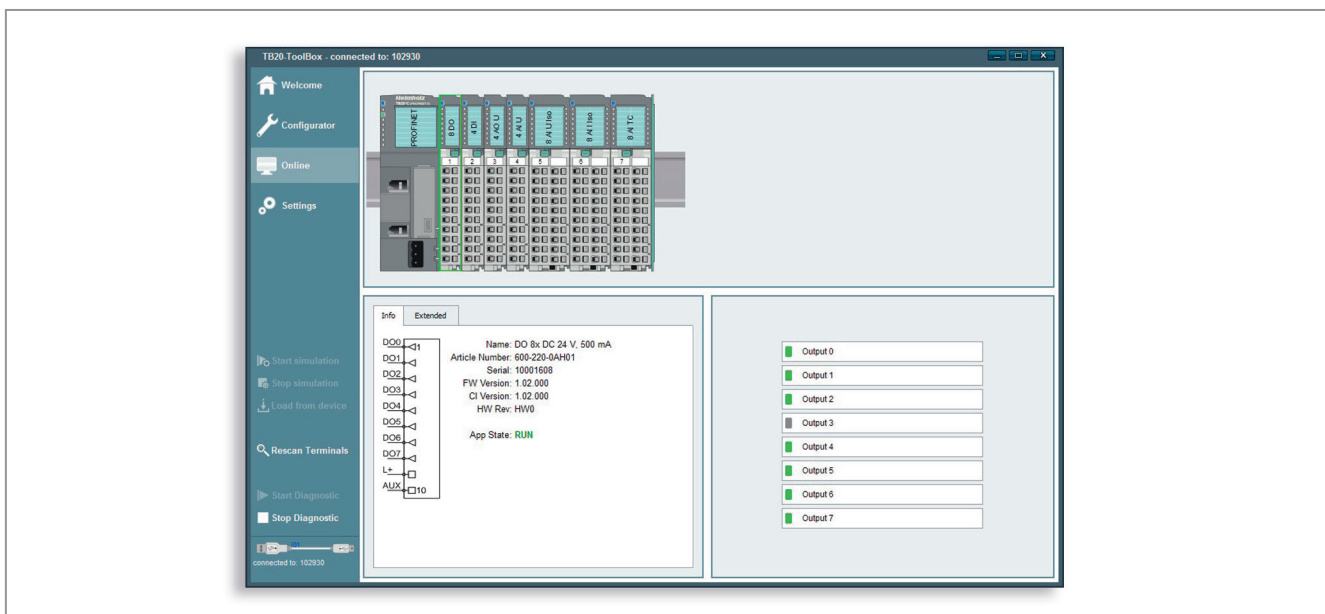 TB20-ToolBox - connected to: 102930
Welcome
Configurator
Online
Settings
Start simulation
Stop simulation
Load from device
Rescan Terminals
Start Diagnostic
Stop Diagnostic
connected to: 102930
Helmholz
PROFINET
8 DO
4 DI
4 AO U
4 AI U
8 AI U Iso
8 AI I Iso
8 AI TC
1 2 3 4 5 6 7
Info Extended
DO0 1
DO1
DO2
DO3
DO4
DO5
DO6
DO7
L+
AUX 10
Name: DO 8x DC 24 V, 500 mA
Article Number: 600-220-0AH01
Serial: 10001608
FW Version: 1.02.000
CI Version: 1.02.000
HW Rev: HW0
App State: RUN
Output 0
Output 1
Output 2
Output 3
Output 4
Output 5
Output 6
Output 7